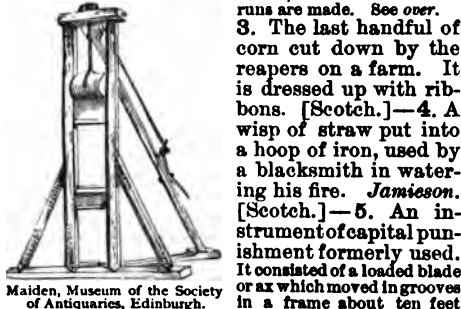 runs are made. See over.
3. The last handful of
corn cut down by the
reapers on a farm. It
is dressed up with rib-
bons. [Scotch.]—4. A
wisp of straw put into
a hoop of iron, used by
a blacksmith in water-
ing his fire. Jamieson.
[Scotch.]—5. An in-
strument of capital pun-
ishment formerly used.
It consisted of a loaded blade
or ax which moved in grooves
in a frame about ten feet
Maiden, Museum of the Society
of Antiquaries, Edinburgh.